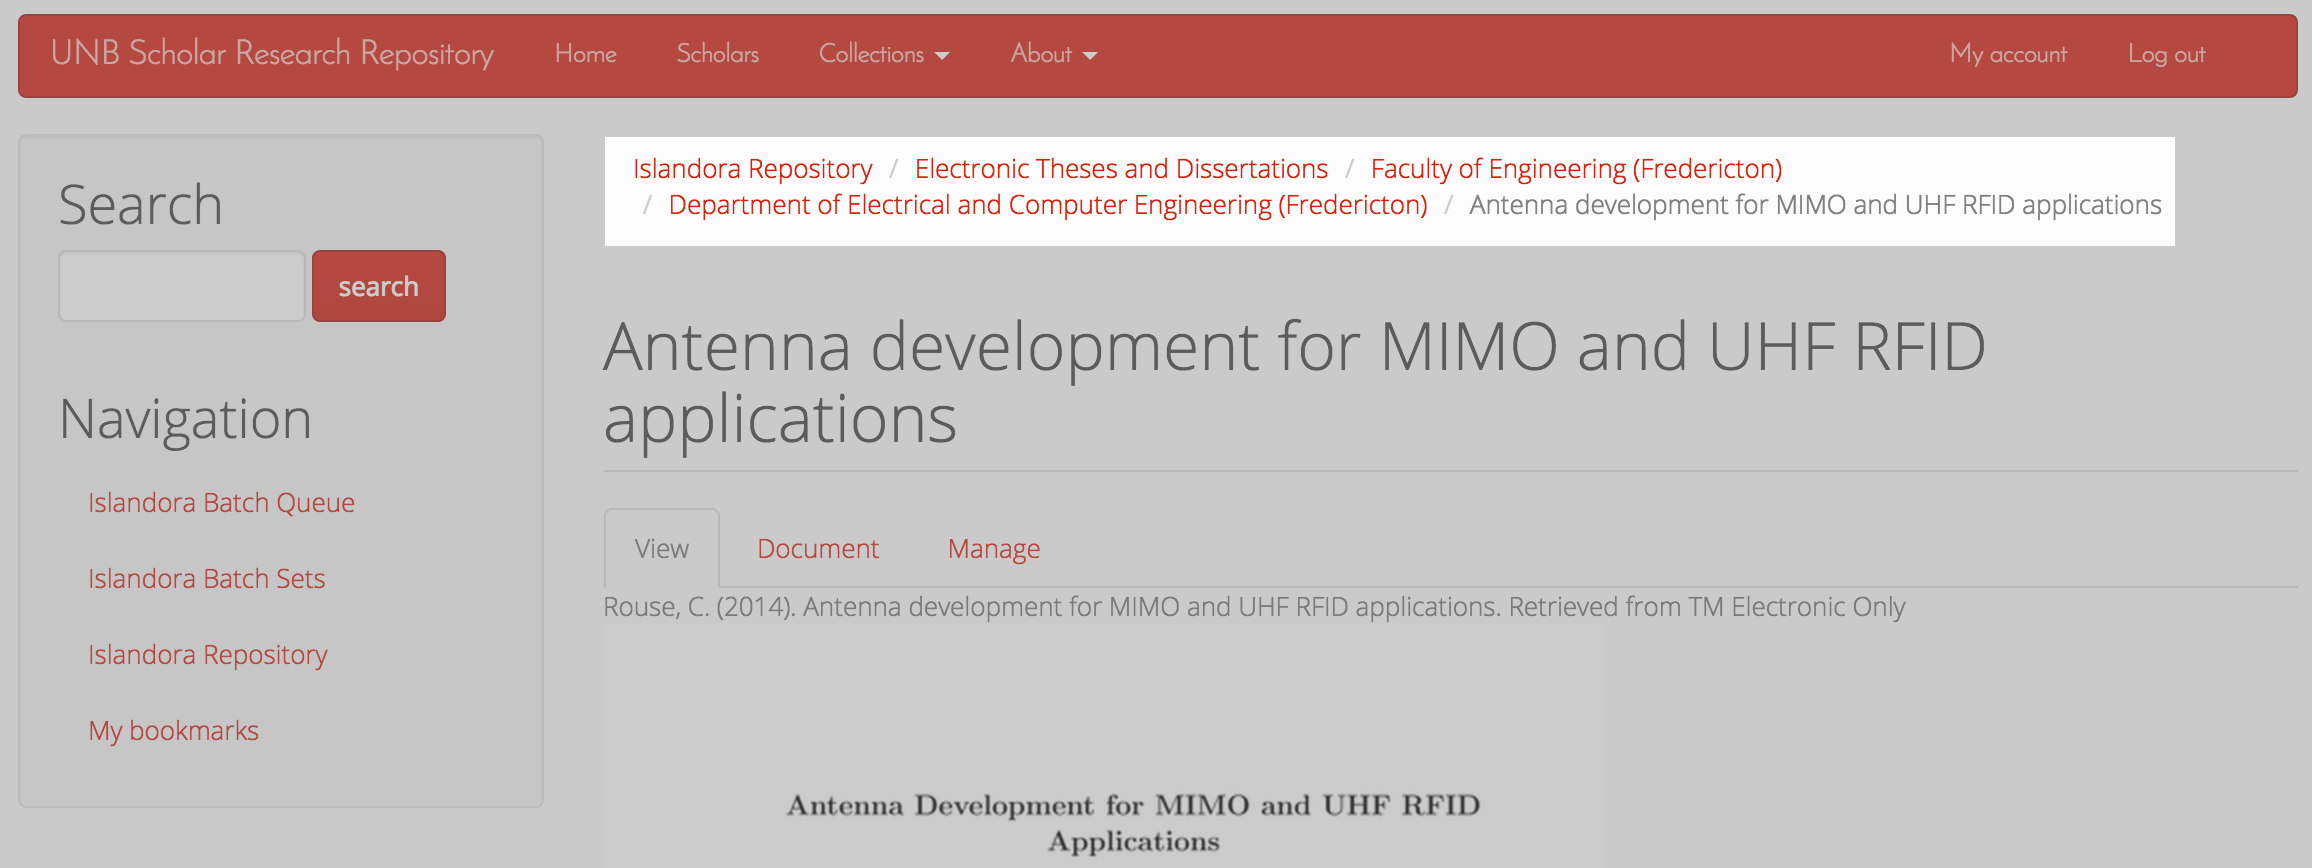 UNB Scholar Research Repository Home Scholars Collections About My account Log out
Search
search
Navigation
Islandora Batch Queue
Islandora Batch Sets
Islandora Repository
My bookmarks
Islandora Repository / Electronic Theses and Dissertations / Faculty of Engineering (Fredericton)
/ Department of Electrical and Computer Engineering (Fredericton) / Antenna development for MIMO and UHF RFID applications
Antenna development for MIMO and UHF RFID
applications
View Document Manage
Rouse, C. (2014). Antenna development for MIMO and UHF RFID applications. Retrieved from TM Electronic Only
Antenna Development for MIMO and UHF RFID
Applications